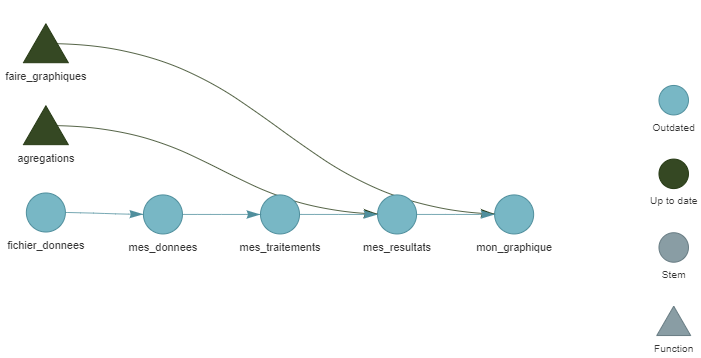 faire_graphiques
agregations
fichier_donnees
mes_donnees
mes_traitements
mes_resultats
mon_graphique
Outdated
Up to date
Stem
Function